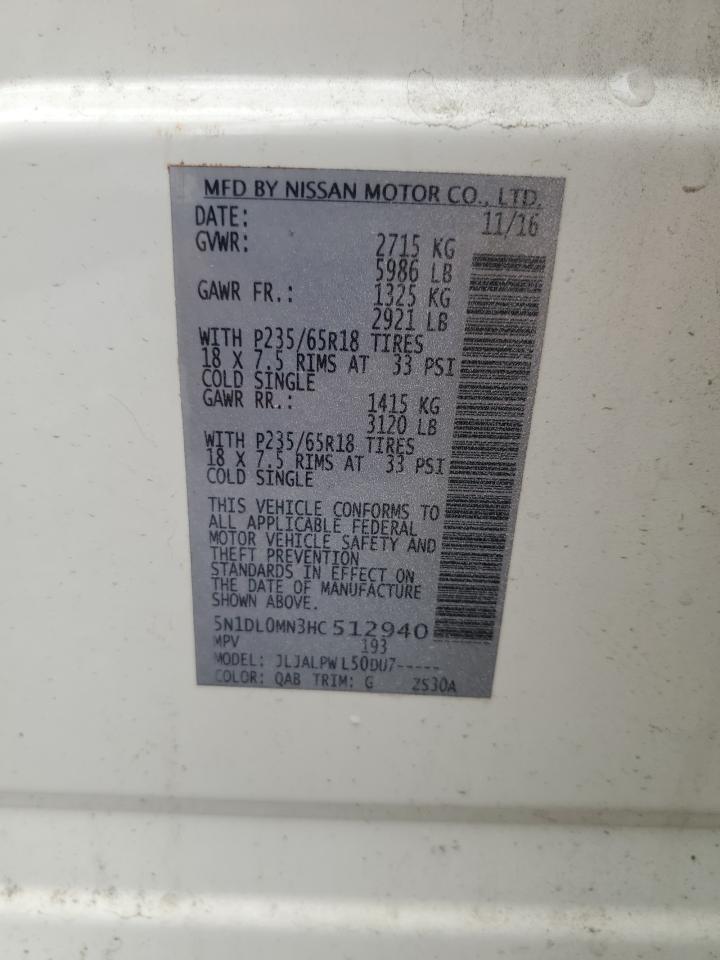 MFD BY NISSAN MOTOR CO., LTD.
DATE: 11/16
GVWR: 2715 KG
5986 LB
GAWR FR.: 1325 KG
2921 LB
WITH P235/65R18 TIRES
18 X 7.5 RIMS AT 33 PSI
COLD SINGLE
GAWR RR.: 1415 KG
3120 LB
WITH P235/65R18 TIRES
18 X 7.5 RIMS AT 33 PSI
COLD SINGLE
THIS VEHICLE CONFORMS TO
ALL APPLICABLE FEDERAL
MOTOR VEHICLE SAFETY AND
THEFT PREVENTION
STANDARDS IN EFFECT ON
THE DATE OF MANUFACTURE
SHOWN ABOVE.
5N1DL0MN3HC512940
MPV 193
MODEL: JLJALPWL50DU7-----
COLOR: QAB TRIM: G ZS30A